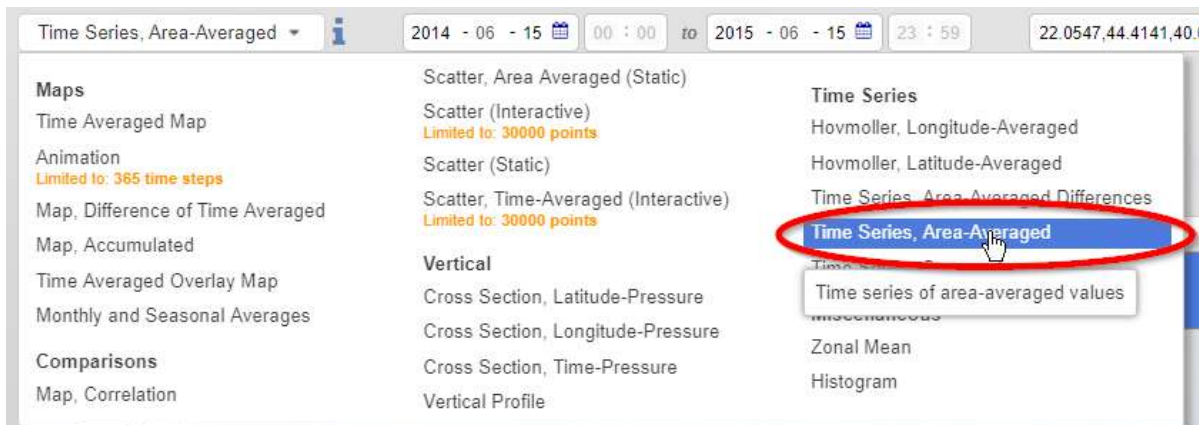 Time Series, Area-Averaged
2014 - 06 - 15 00 : 00 to 2015 - 06 - 15 23 : 59
22.0547,44.4141,40.
Maps
Time Averaged Map
Animation
Limited to: 365 time steps
Map, Difference of Time Averaged
Map, Accumulated
Time Averaged Overlay Map
Monthly and Seasonal Averages
Comparisons
Map, Correlation
Scatter, Area Averaged (Static)
Scatter (Interactive)
Limited to: 30000 points
Scatter (Static)
Scatter, Time-Averaged (Interactive)
Limited to: 30000 points
Vertical
Cross Section, Latitude-Pressure
Cross Section, Longitude-Pressure
Cross Section, Time-Pressure
Vertical Profile
Time Series
Hovmoller, Longitude-Averaged
Hovmoller, Latitude-Averaged
Time Series, Area-Averaged Differences
Time Series, Area-Averaged
Time series of area-averaged values
Miscellaneous
Zonal Mean
Histogram